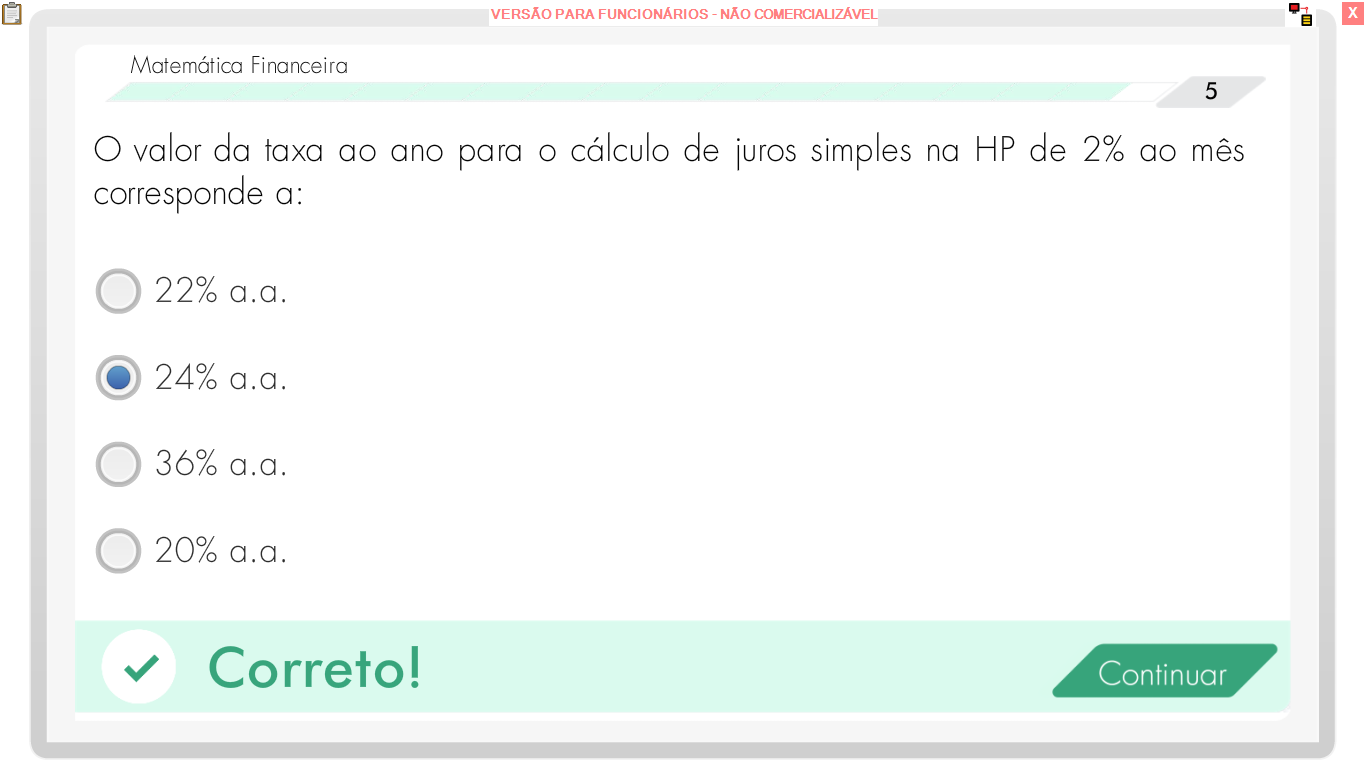 VERSÃO PARA FUNCIONÁRIOS - NÃO COMERCIALIZÁVEL
X
Matemática Financeira
5
O valor da taxa ao ano para o cálculo de juros simples na HP de 2% ao mês
corresponde a:
22% a.a.
24% a.a.
36% a.a.
20% a.a.
Correto!
Continuar